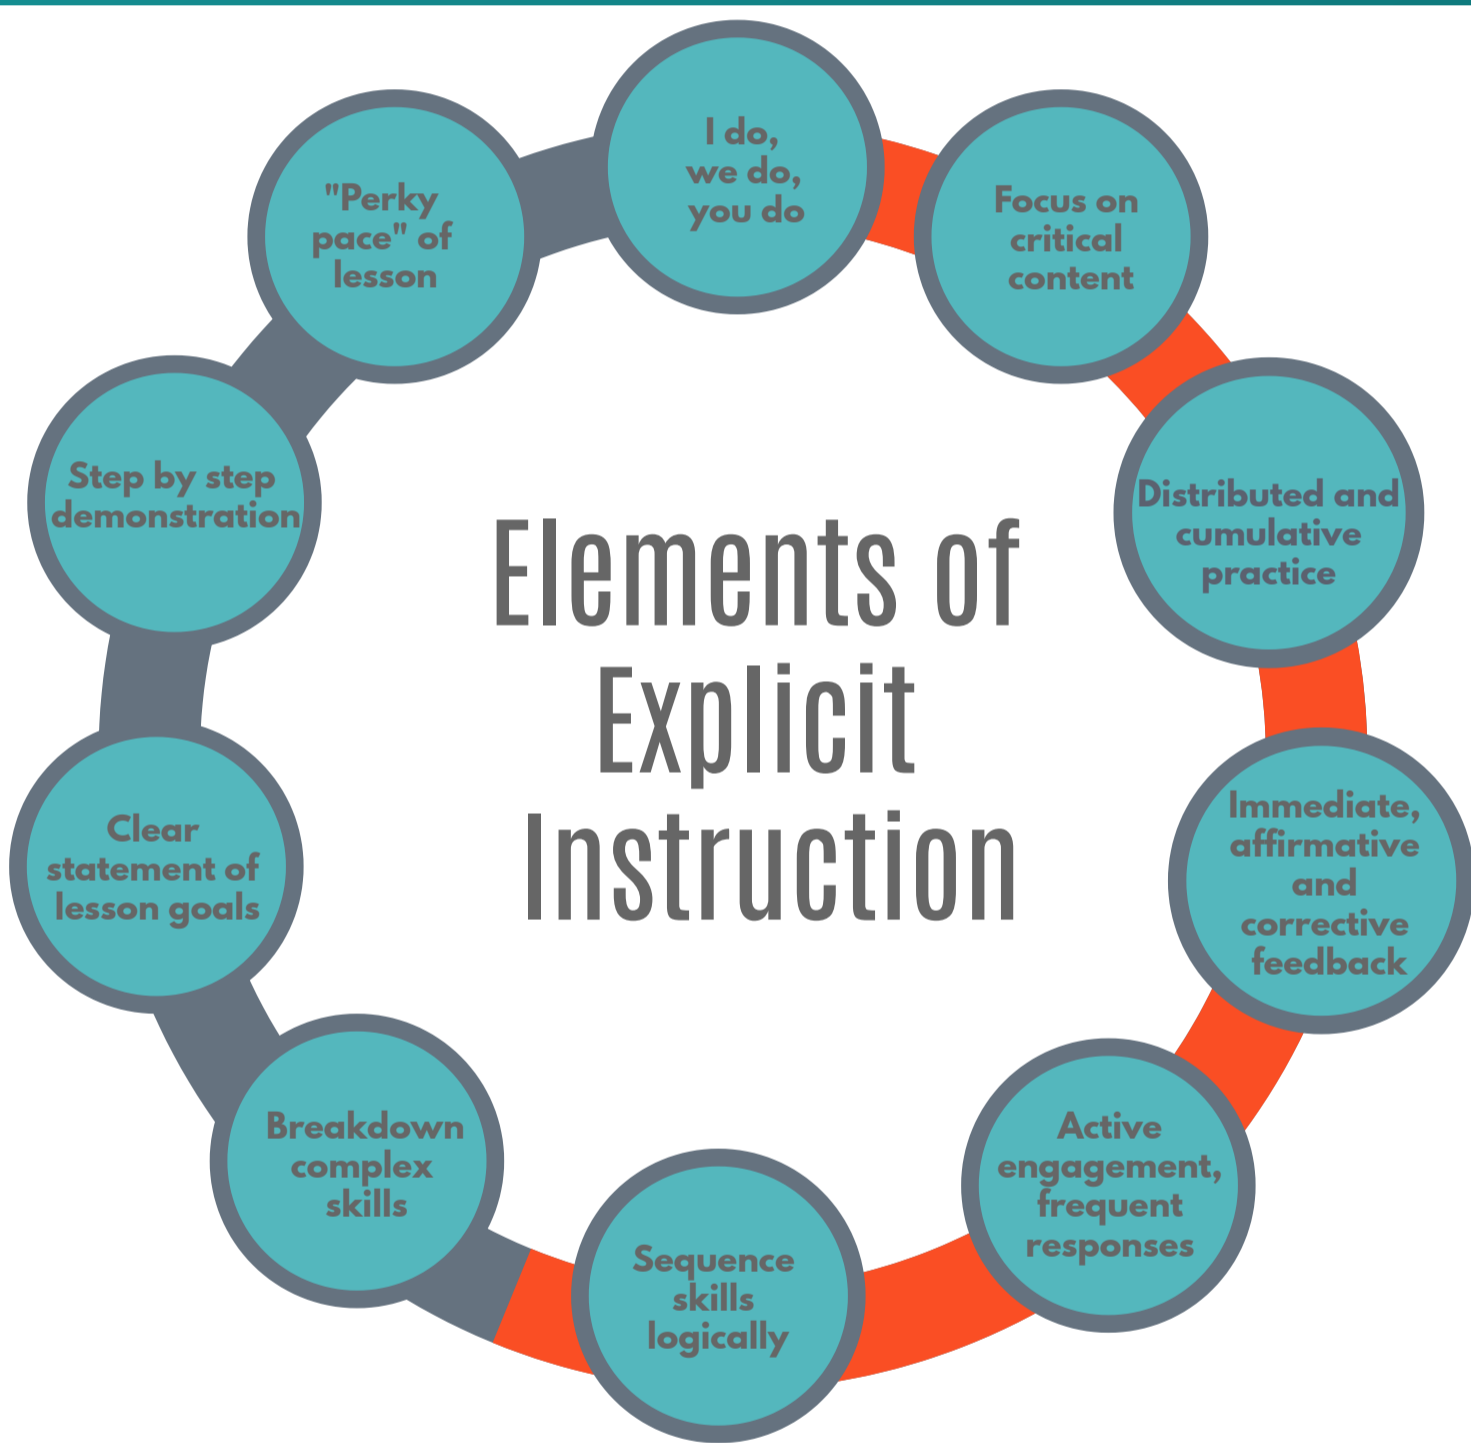 I do,
we do,
you do
Focus on
critical
content
Distributed and
cumulative
practice
Immediate,
affirmative
and
corrective
feedback
Active
engagement,
frequent
responses
Sequence
skills
logically
Breakdown
complex
skills
Clear
statement of
lesson goals
Step by step
demonstration
"Perky
pace" of
lesson
Elements of
Explicit
Instruction